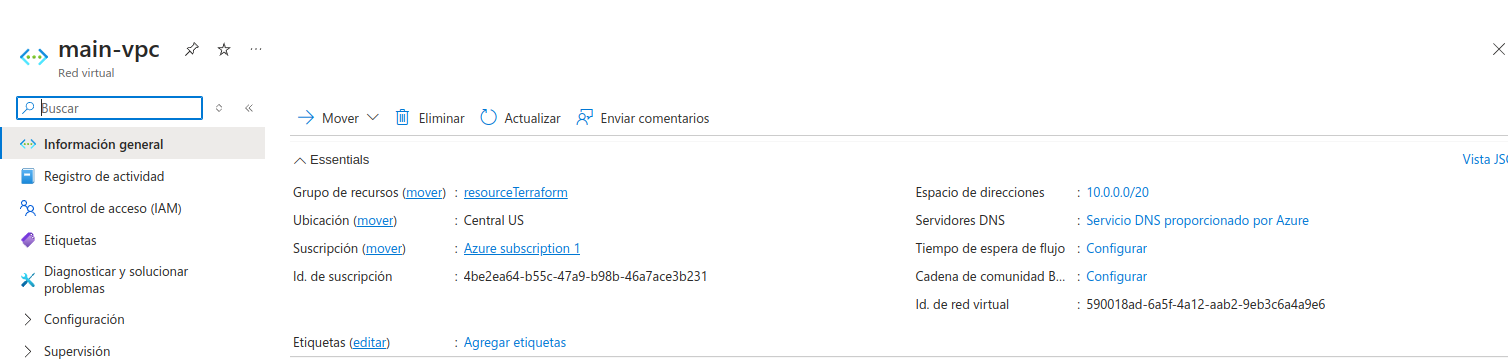 main-vpc
Red virtual
Buscar
Mover Eliminar Actualizar Enviar comentarios
Información general
Registro de actividad
Control de acceso (IAM)
Etiquetas
Diagnosticar y solucionar
problemas
Configuración
Supervisión
Essentials
Vista JSO
Grupo de recursos (mover) : resourceTerraform
Ubicación (mover) : Central US
Suscripción (mover) : Azure subscription 1
Id. de suscripción : 4be2ea64-b55c-47a9-b98b-46a7ace3b231
Espacio de direcciones : 10.0.0.0/20
Servidores DNS : Servicio DNS proporcionado por Azure
Tiempo de espera de flujo : Configurar
Cadena de comunidad B... : Configurar
Id. de red virtual : 590018ad-6a5f-4a12-aab2-9eb3c6a4a9e6
Etiquetas (editar) : Agregar etiquetas